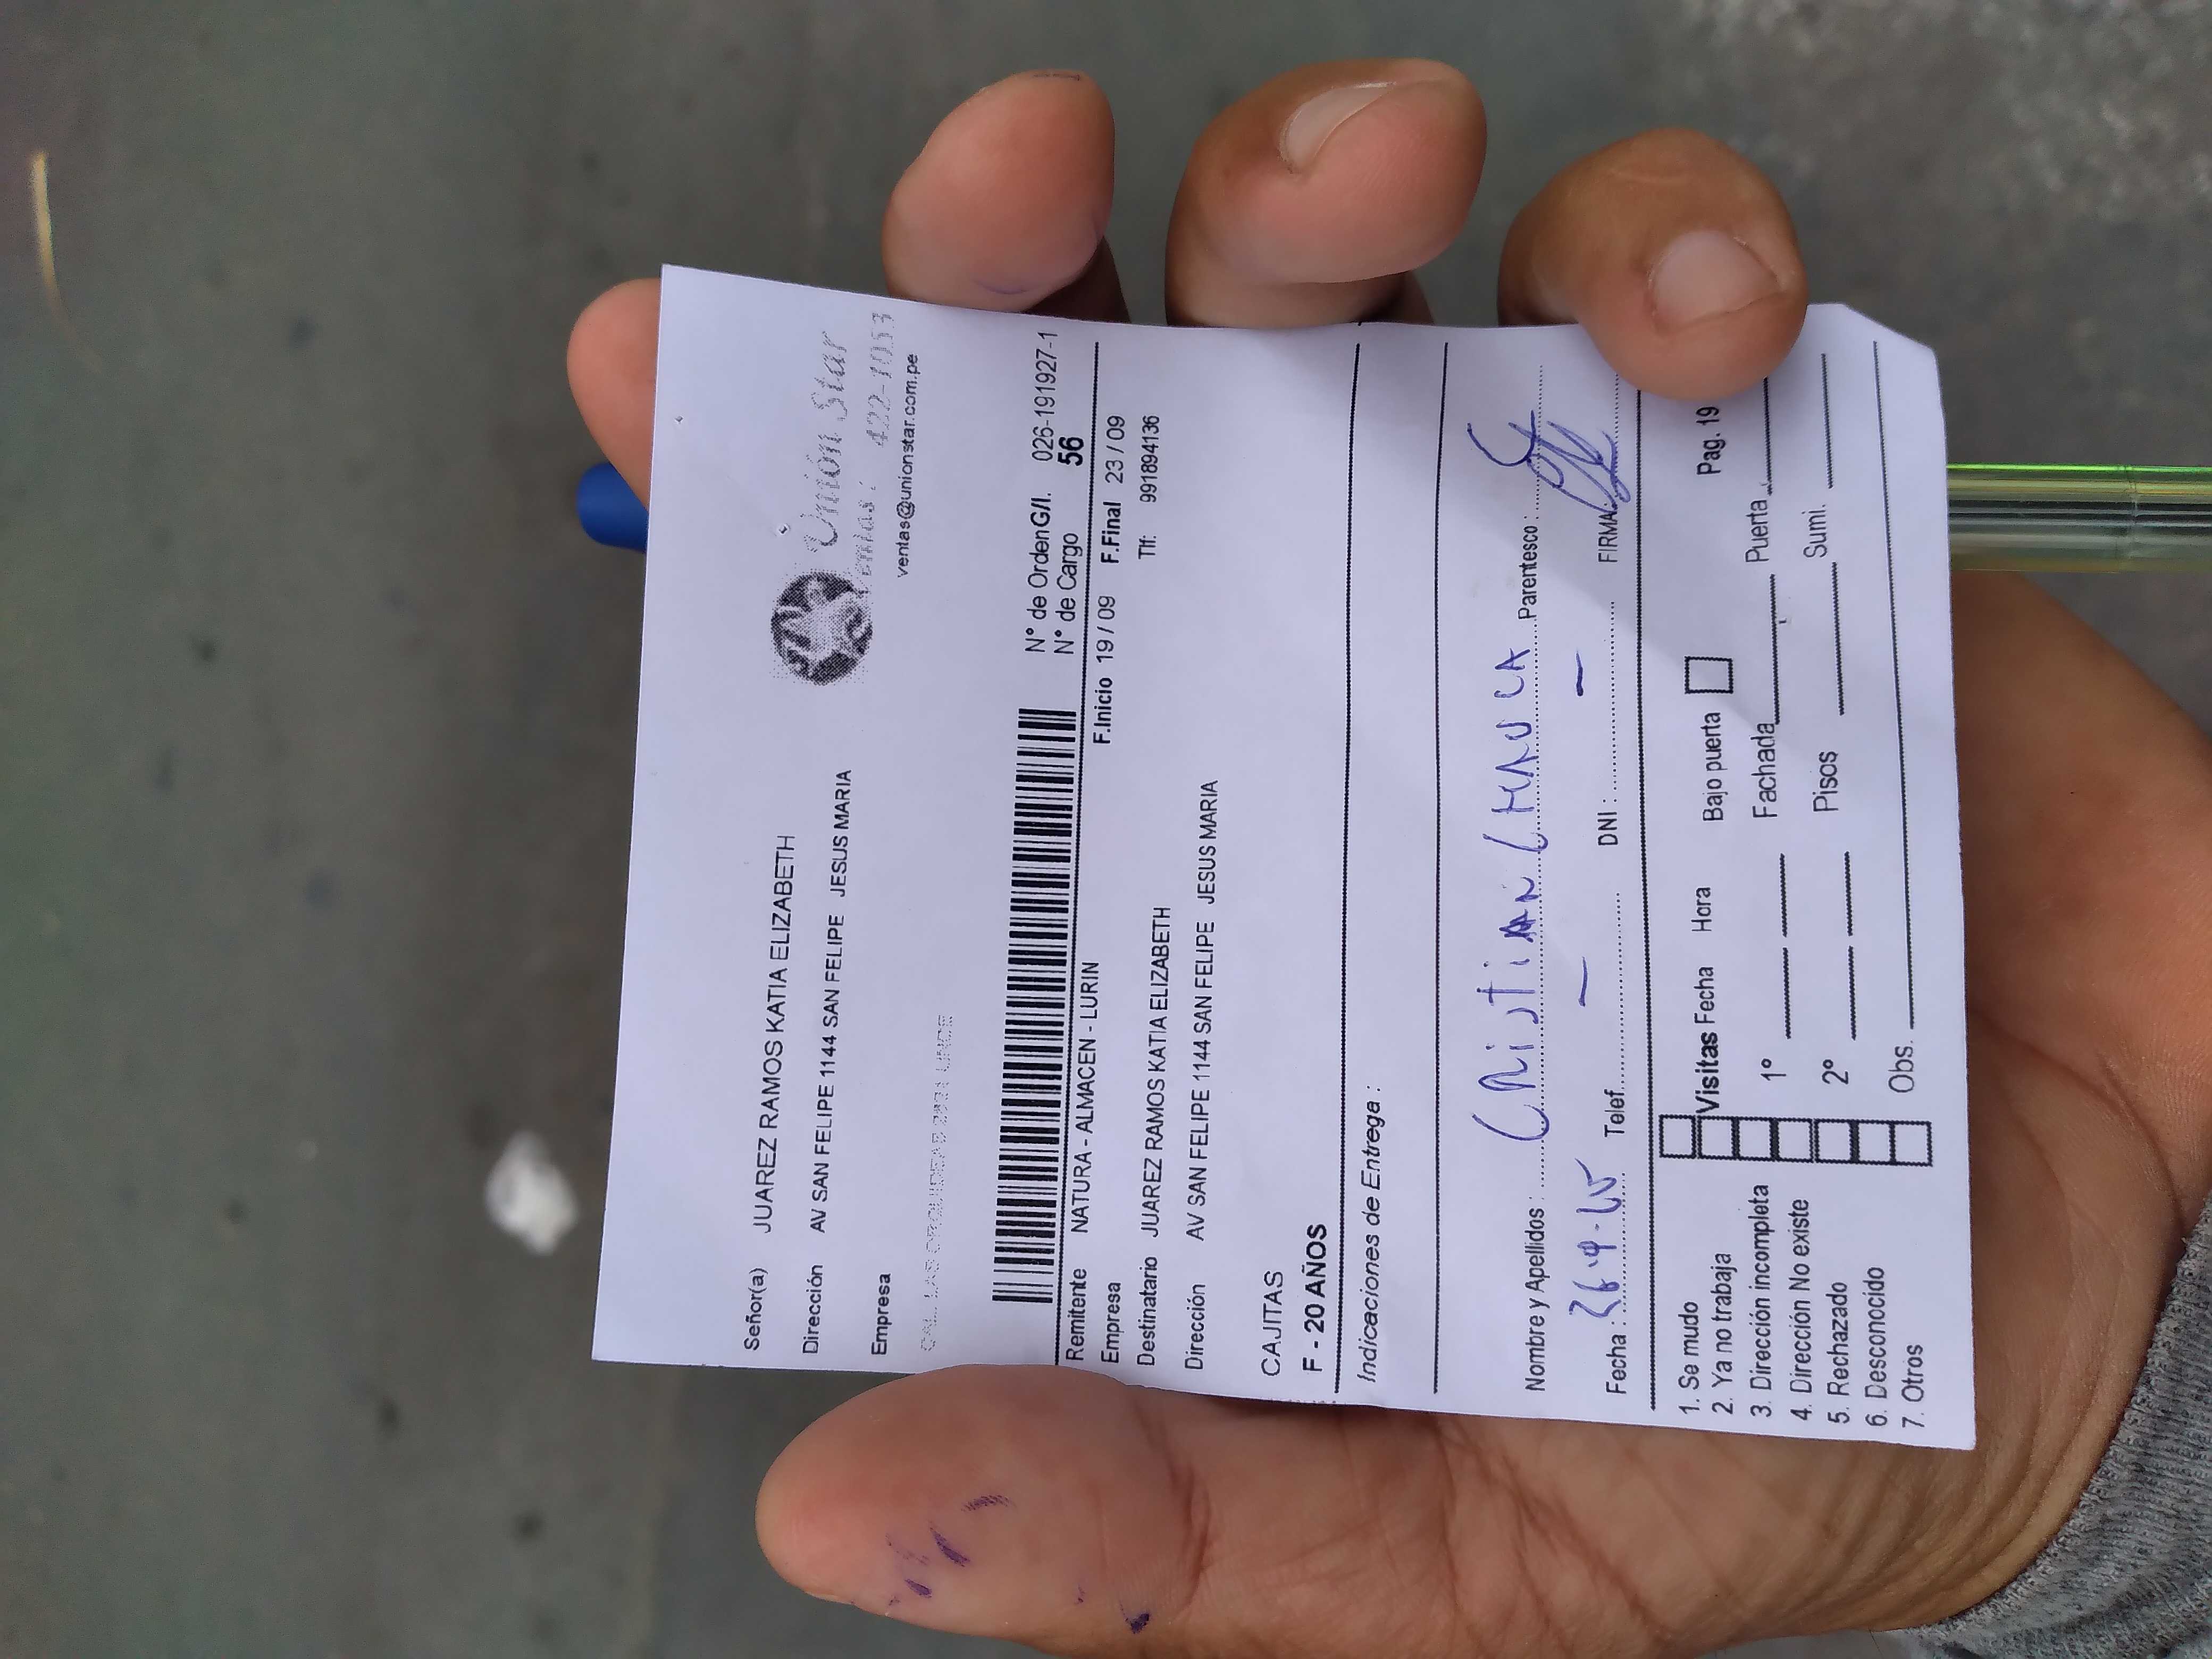 Unión Star
Ventas : 422-1053
ventas@unionstar.com.pe
Señor(a) JUAREZ RAMOS KATIA ELIZABETH
Dirección AV SAN FELIPE 1144 SAN FELIPE JESUS MARIA
Empresa
N° de Orden G/I. 026-191927-1
N° de Cargo 56
Remitente NATURA - ALMACEN - LURIN
F.Inicio 19 / 09 F.Final 23 / 09
Empresa
Tlf: 991894136
Destinatario JUAREZ RAMOS KATIA ELIZABETH
Dirección AV SAN FELIPE 1144 SAN FELIPE JESUS MARIA
CAJITAS
F - 20 AÑOS
Indicaciones de Entrega :
Nombre y Apellidos : Cristian Parentesco :
Fecha : Telef. DNI : FIRMA
1. Se mudo
2. Ya no trabaja
3. Dirección incompleta
4. Dirección No existe
5. Rechazado
6. Desconocido
7. Otros
Visitas Fecha Hora Bajo puerta Pag. 19
1° Fachada Puerta
2° Pisos Sumi.
Obs.